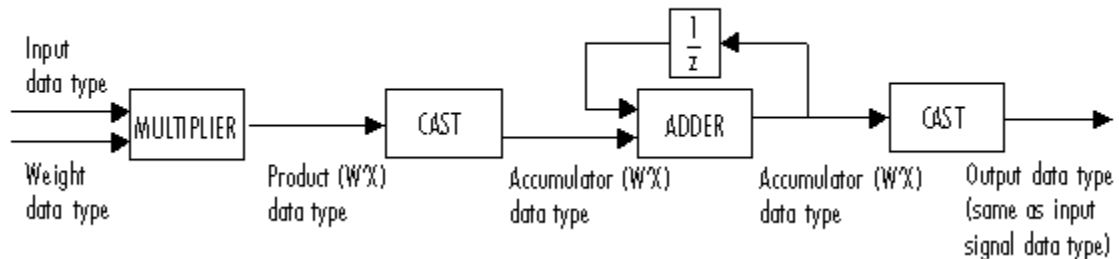 Input
data type
Weight
data type
MULTIPLIER
Product (W'X)
data type
CAST
Accumulator (W'X)
data type
1
z
ADDER
Accumulator (W'X)
data type
CAST
Output data type
(same as input
signal data type)